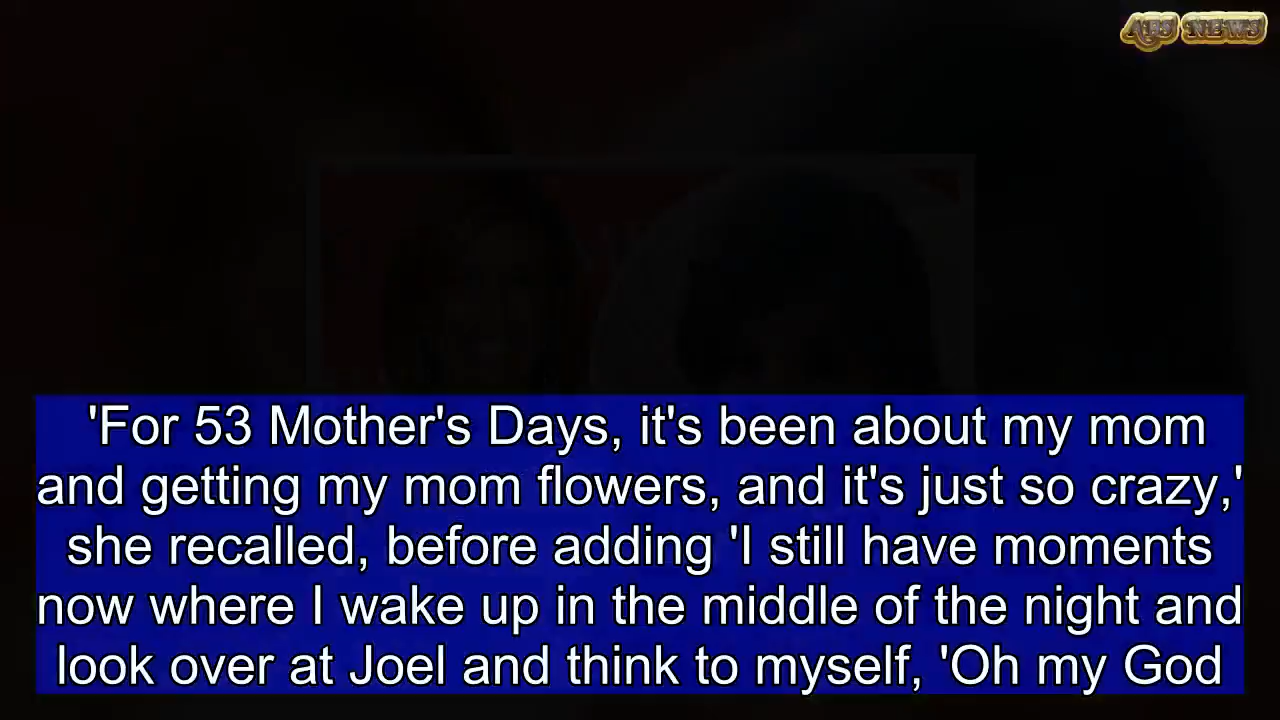 ABS NEWS
'For 53 Mother's Days, it's been about my mom
and getting my mom flowers, and it's just so crazy,'
she recalled, before adding 'I still have moments
now where I wake up in the middle of the night and
look over at Joel and think to myself, 'Oh my God